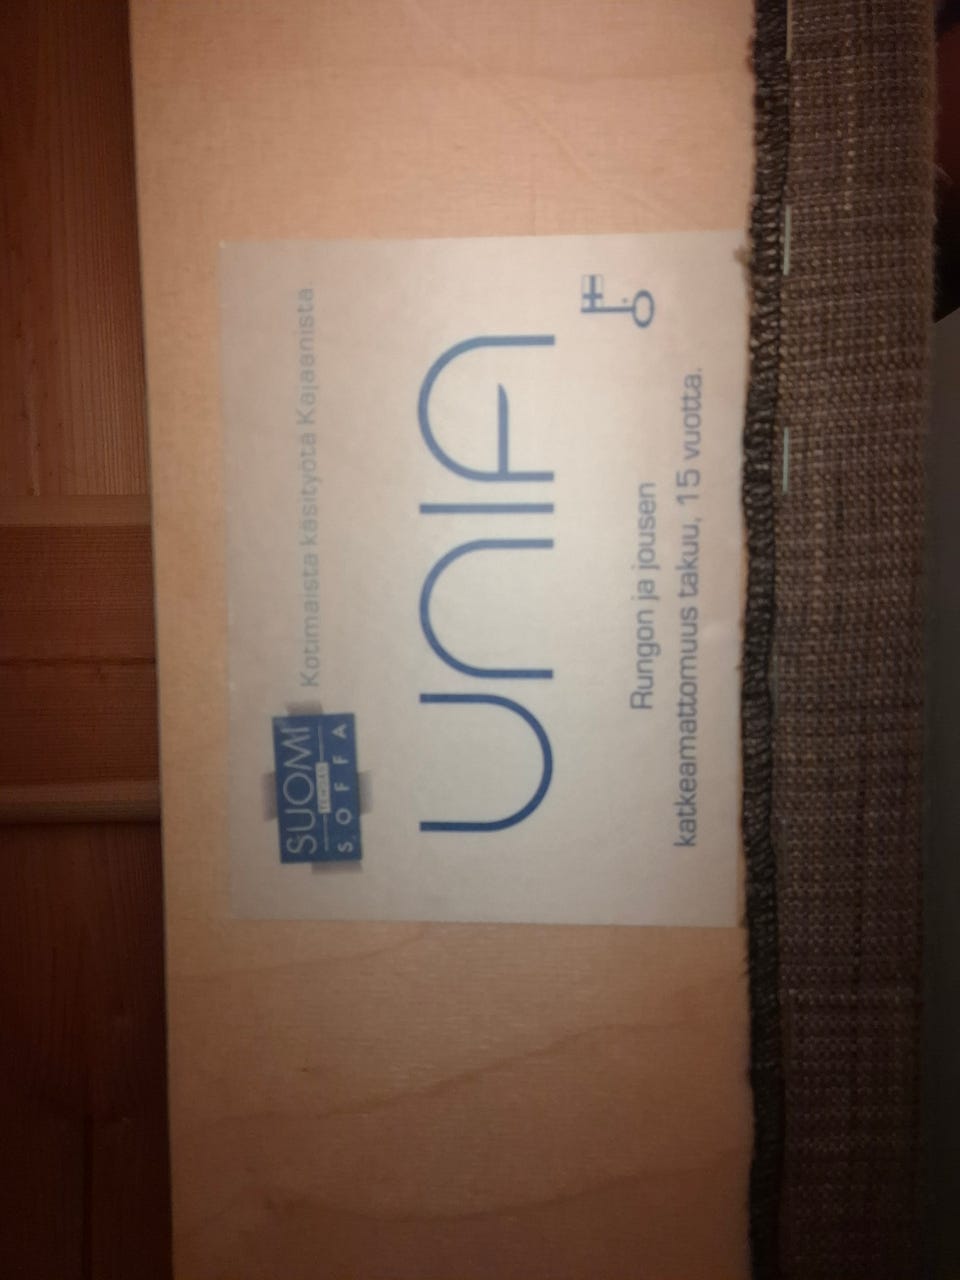 SUOMI
SOFFA
Kotimaista käsityötä Kajaanista
UNIA
Rungon ja jousen
katkeamattomuus takuu, 15 vuotta.